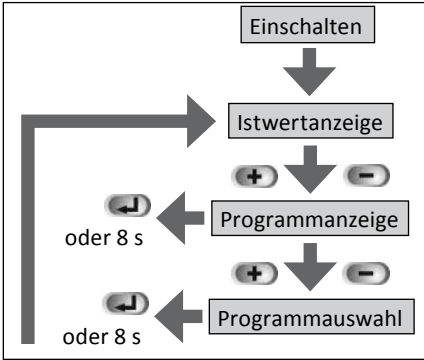 Einschalten
Istwertanzeige
+ -
Programmanzeige
oder 8 s
+ -
Programmauswahl
oder 8 s